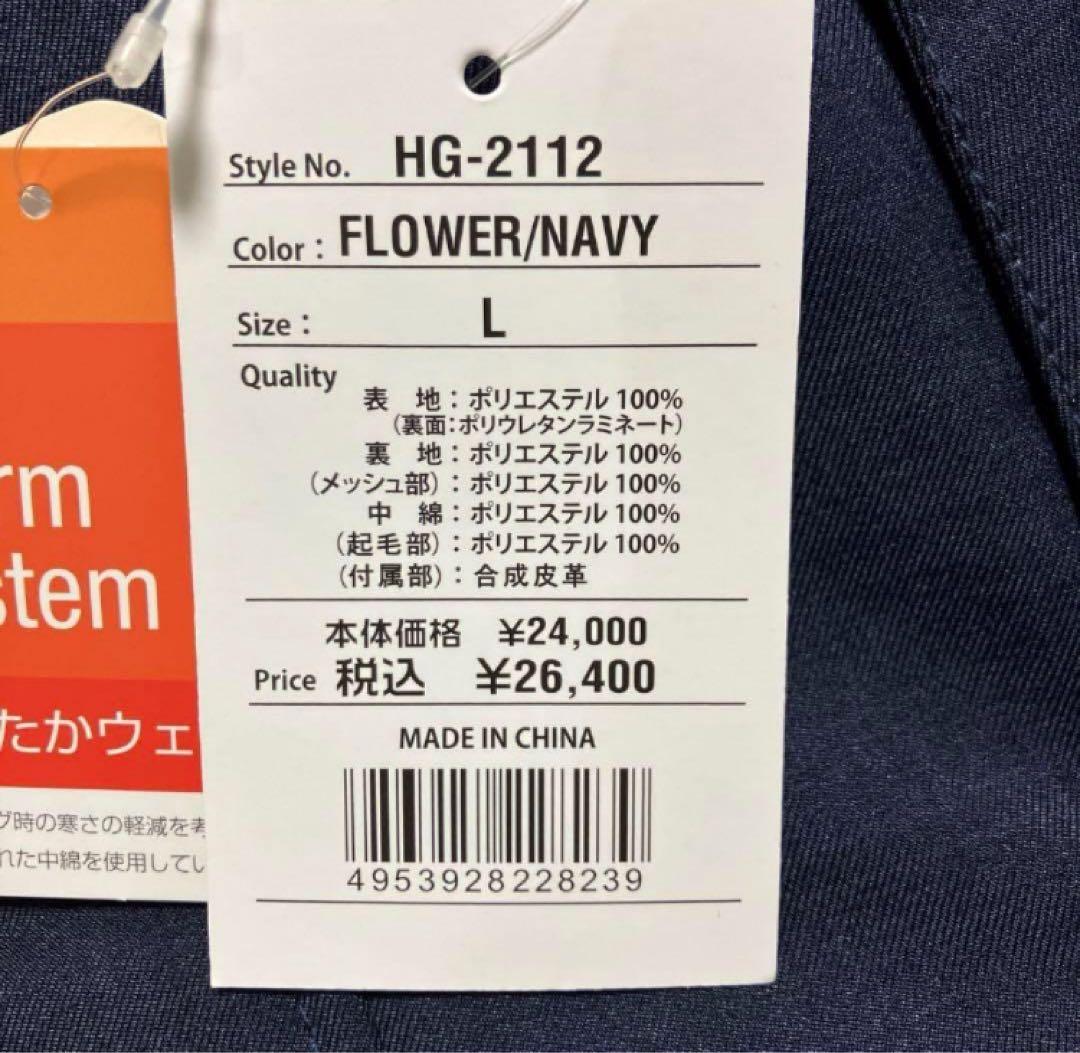 Style No. HG-2112
Color : FLOWER/NAVY
Size : L
Quality
表 地 : ポリエステル 100%
(裏面:ポリウレタンラミネート)
裏 地 : ポリエステル 100%
(メッシュ部) : ポリエステル 100%
中 綿 : ポリエステル 100%
(起毛部) : ポリエステル 100%
(付属部) : 合成皮革
本体価格 ¥24,000
Price 税込 ¥26,400
MADE IN CHINA
4953928228239
rm
stem
たかウェ
グ時の寒さの軽減を考
れた中綿を使用してい